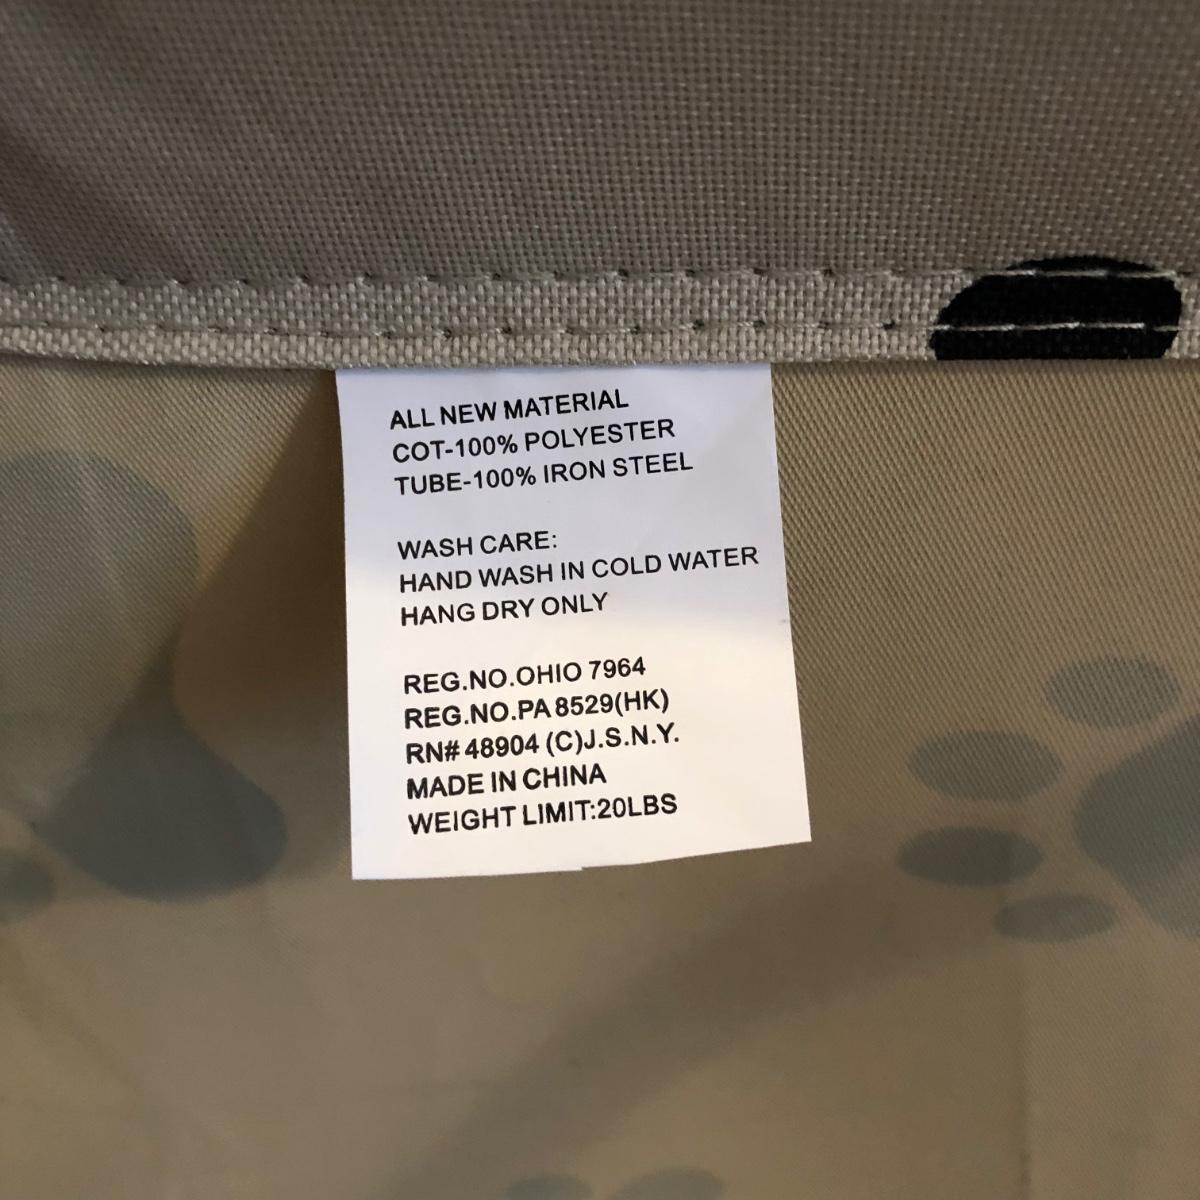 ALL NEW MATERIAL
COT-100% POLYESTER
TUBE-100% IRON STEEL
WASH CARE:
HAND WASH IN COLD WATER
HANG DRY ONLY
REG.NO.OHIO 7964
REG.NO.PA 8529(HK)
RN# 48904 (C)J.S.N.Y.
MADE IN CHINA
WEIGHT LIMIT:20LBS